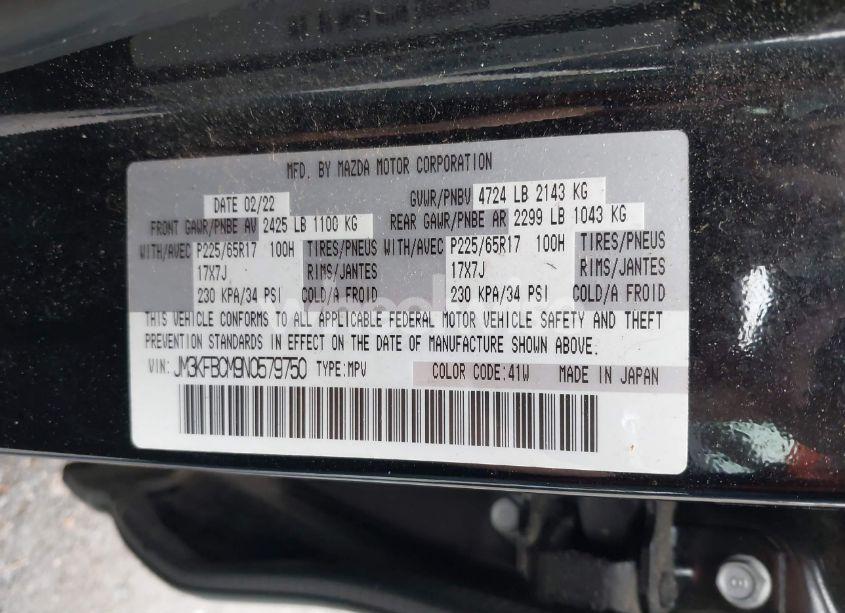 MFD. BY MAZDA MOTOR CORPORATION
DATE 02/22 GVWR/PNBV 4724 LB 2143 KG
FRONT GAWR/PNBE AV 2425 LB 1100 KG REAR GAWR/PNBE AR 2299 LB 1043 KG
WITH/AVEC P225/65R17 100H TIRES/PNEUS WITH/AVEC P225/65R17 100H TIRES/PNEUS
17X7J RIMS/JANTES 17X7J RIMS/JANTES
230 KPA/34 PSI COLD/A FROID 230 KPA/34 PSI COLD/A FROID
THIS VEHICLE CONFORMS TO ALL APPLICABLE FEDERAL MOTOR VEHICLE SAFETY AND THEFT
PREVENTION STANDARDS IN EFFECT ON THE DATE OF MANUFACTURE SHOWN ABOVE.
VIN: JM3KFBCM9N0579750 TYPE:MPV COLOR CODE:41W MADE IN JAPAN